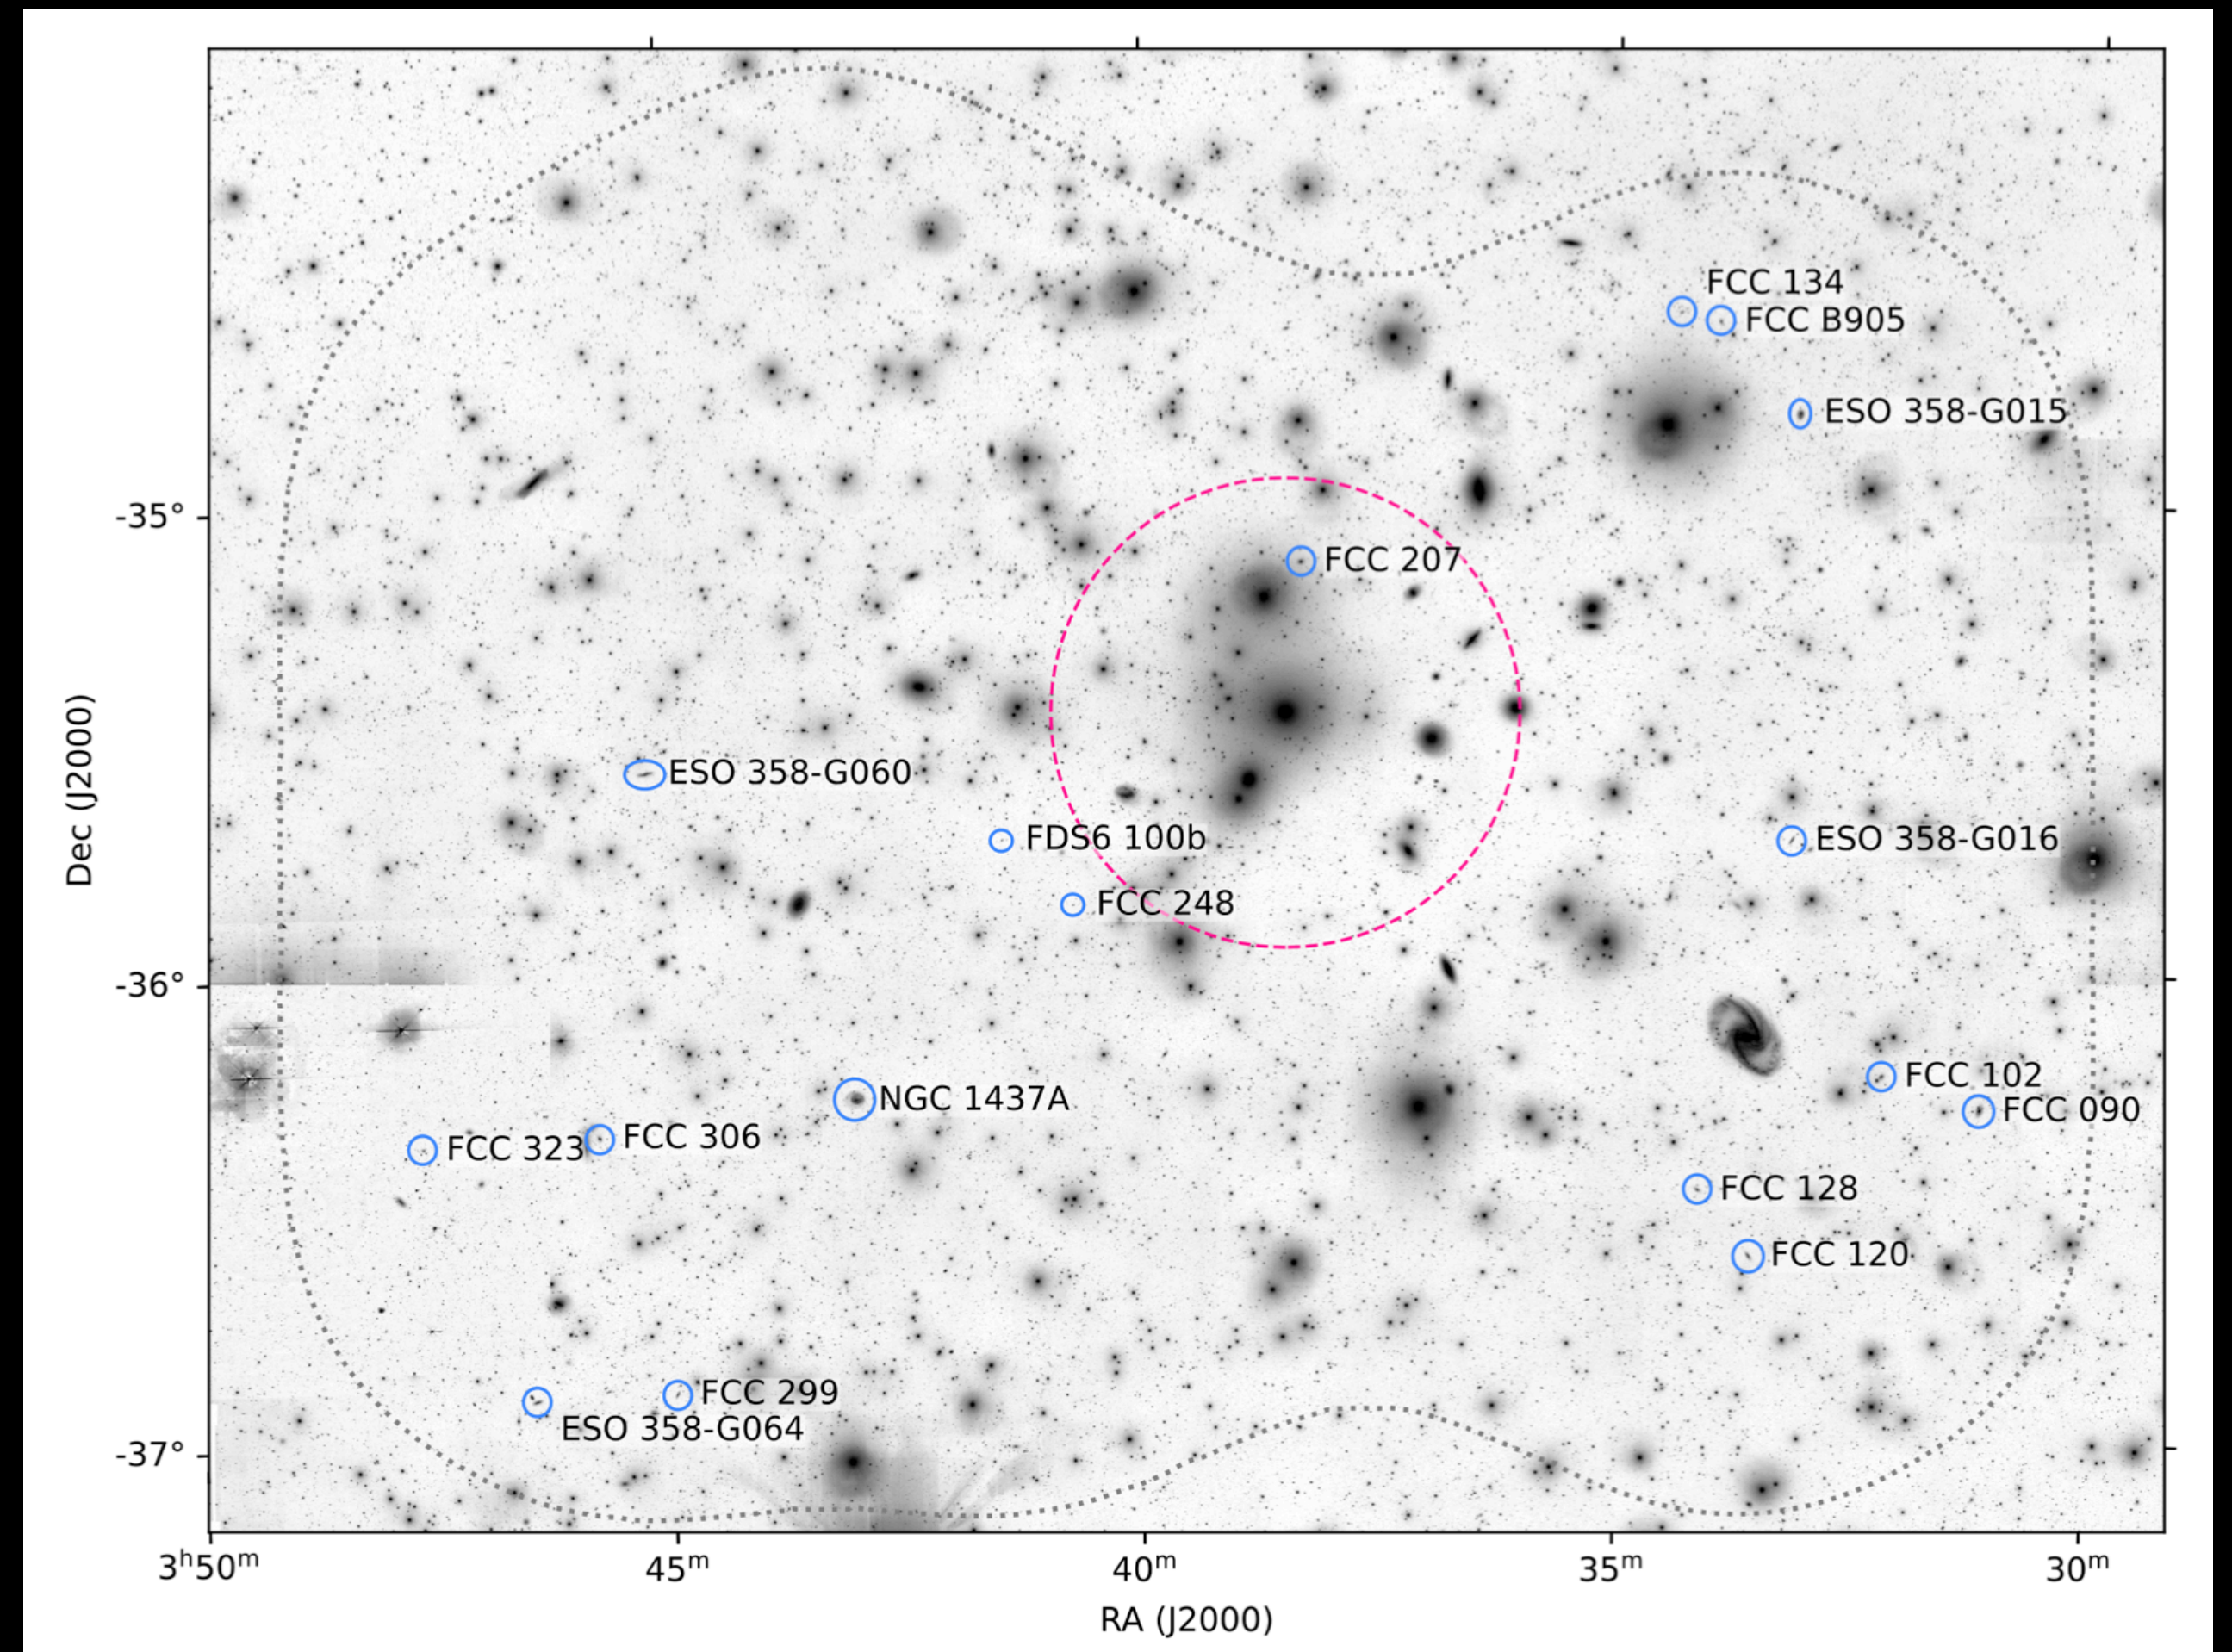 FCC 134
FCC B905
ESO 358-G015
-35°
FCC 207
ESO 358-G060
FDS6 100b
ESO 358-G016
FCC 248
-36°
FCC 102
NGC 1437A
FCC 090
FCC 323
FCC 306
FCC 128
FCC 120
FCC 299
ESO 358-G064
-37°
3ʰ50ᵐ
45ᵐ
40ᵐ
35ᵐ
30ᵐ
RA (J2000)
Dec (J2000)